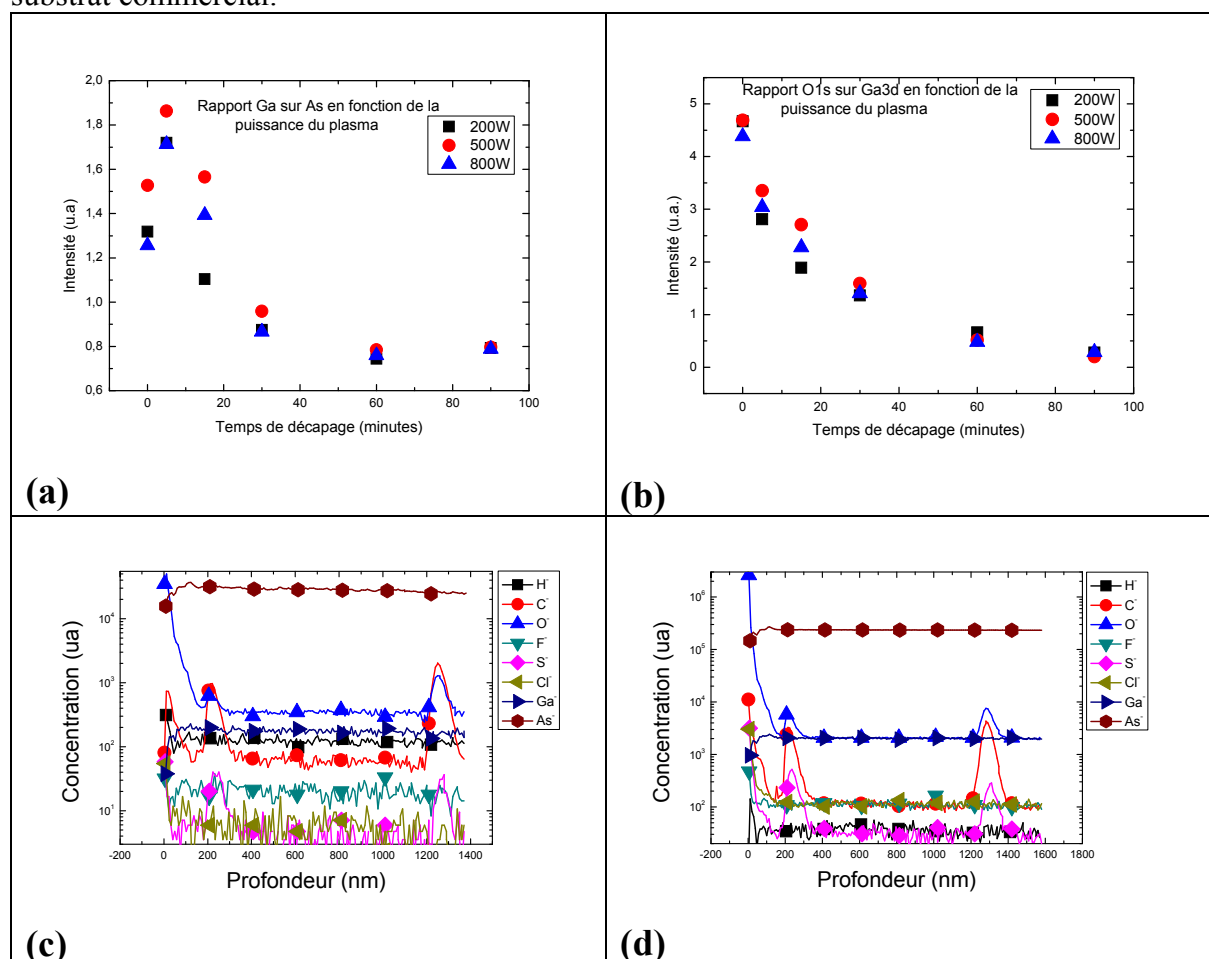 substrat commercial.
Rapport Ga sur As en fonction de la
puissance du plasma
200W
500W
800W
2,0
1,8
1,6
1,4
1,2
1,0
0,8
0,6
Intensité (u.a)
0 20 40 60 80 100
Temps de décapage (minutes)
(a)
Rapport O1s sur Ga3d en fonction de la
puissance du plasma
200W
500W
800W
5
4
3
2
1
0
Intensité (u.a.)
0 20 40 60 80 100
Temps de décapage (minutes)
(b)
10⁴
10³
10²
10¹
Concentration (ua)
-200 0 200 400 600 800 1000 1200 1400
Profondeur (nm)
H⁻
C⁻
O⁻
F⁻
S⁻
Cl⁻
Ga⁻
As⁻
(c)
10⁶
10⁵
10⁴
10³
10²
Concentration (ua)
-200 0 200 400 600 800 1000 1200 1400 1600 1800
Profondeur (nm)
H⁻
C⁻
O⁻
F⁻
S⁻
Cl⁻
Ga⁻
As⁻
(d)